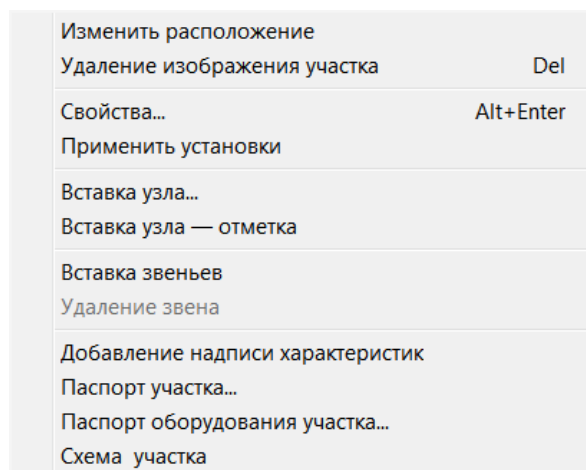 Изменить расположение
Удаление изображения участка Del
Свойства... Alt+Enter
Применить установки
Вставка узла...
Вставка узла — отметка
Вставка звеньев
Удаление звена
Добавление надписи характеристик
Паспорт участка...
Паспорт оборудования участка...
Схема участка